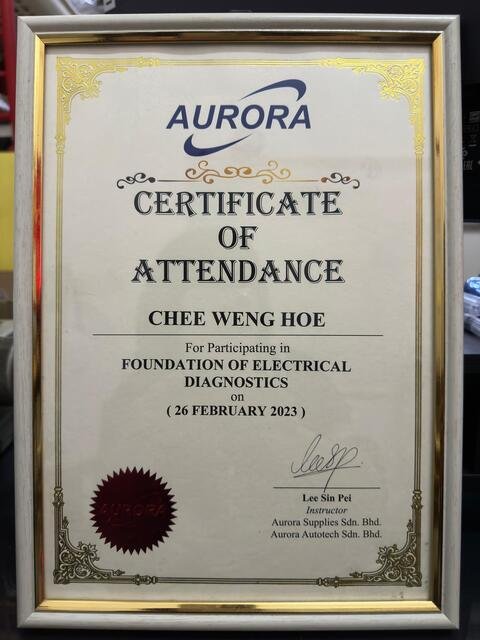 AURORA
CERTIFICATE
OF
ATTENDANCE
CHEE WENG HOE
For Participating in
FOUNDATION OF ELECTRICAL
DIAGNOSTICS
on
( 26 FEBRUARY 2023 )
Lee Sin Pei
Instructor
Aurora Supplies Sdn. Bhd.
Aurora Autotech Sdn. Bhd.
AURORA